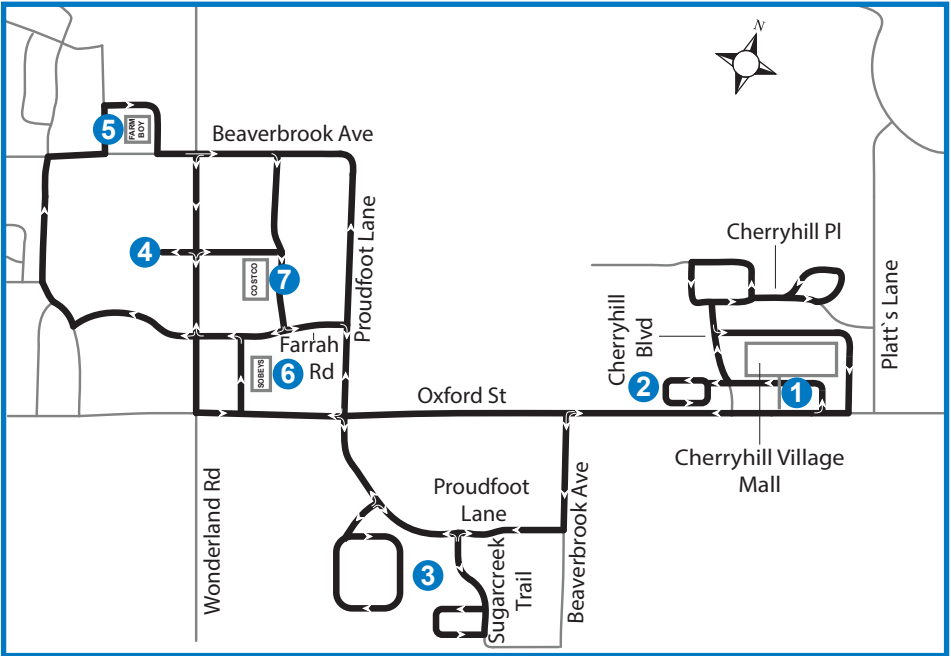 N
5
FARM
BOY
Beaverbrook Ave
Proudfoot Lane
4
COSTCO
7
Farrah
Rd
SOBEYS
6
Oxford St
Wonderland Rd
Proudfoot
Lane
3
Sugarcreek
Trail
Beaverbrook Ave
Cherryhill Pl
Platt`s Lane
Cherryhill
Blvd
2
1
Cherryhill Village
Mall